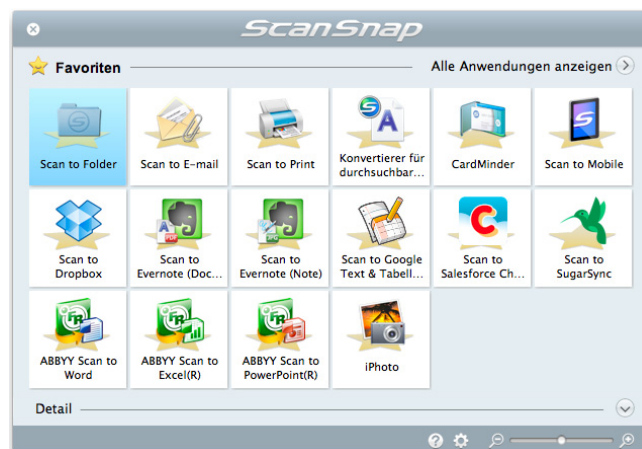 ScanSnap
Favoriten
Alle Anwendungen anzeigen
Scan to Folder
Scan to E-mail
Scan to Print
Konvertierer für
durchsuchbar...
CardMinder
Scan to Mobile
Scan to
Dropbox
Scan to
Evernote (Doc...
Scan to
Evernote (Note)
Scan to Google
Text & Tabell...
Scan to
Salesforce Ch...
Scan to
SugarSync
ABBYY Scan to
Word
ABBYY Scan to
Excel(R)
ABBYY Scan to
PowerPoint(R)
iPhoto
Detail